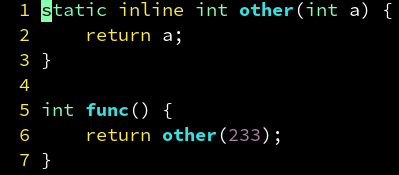 1 static inline int other(int a) {
2     return a;
3 }
4
5 int func() {
6     return other(233);
7 }